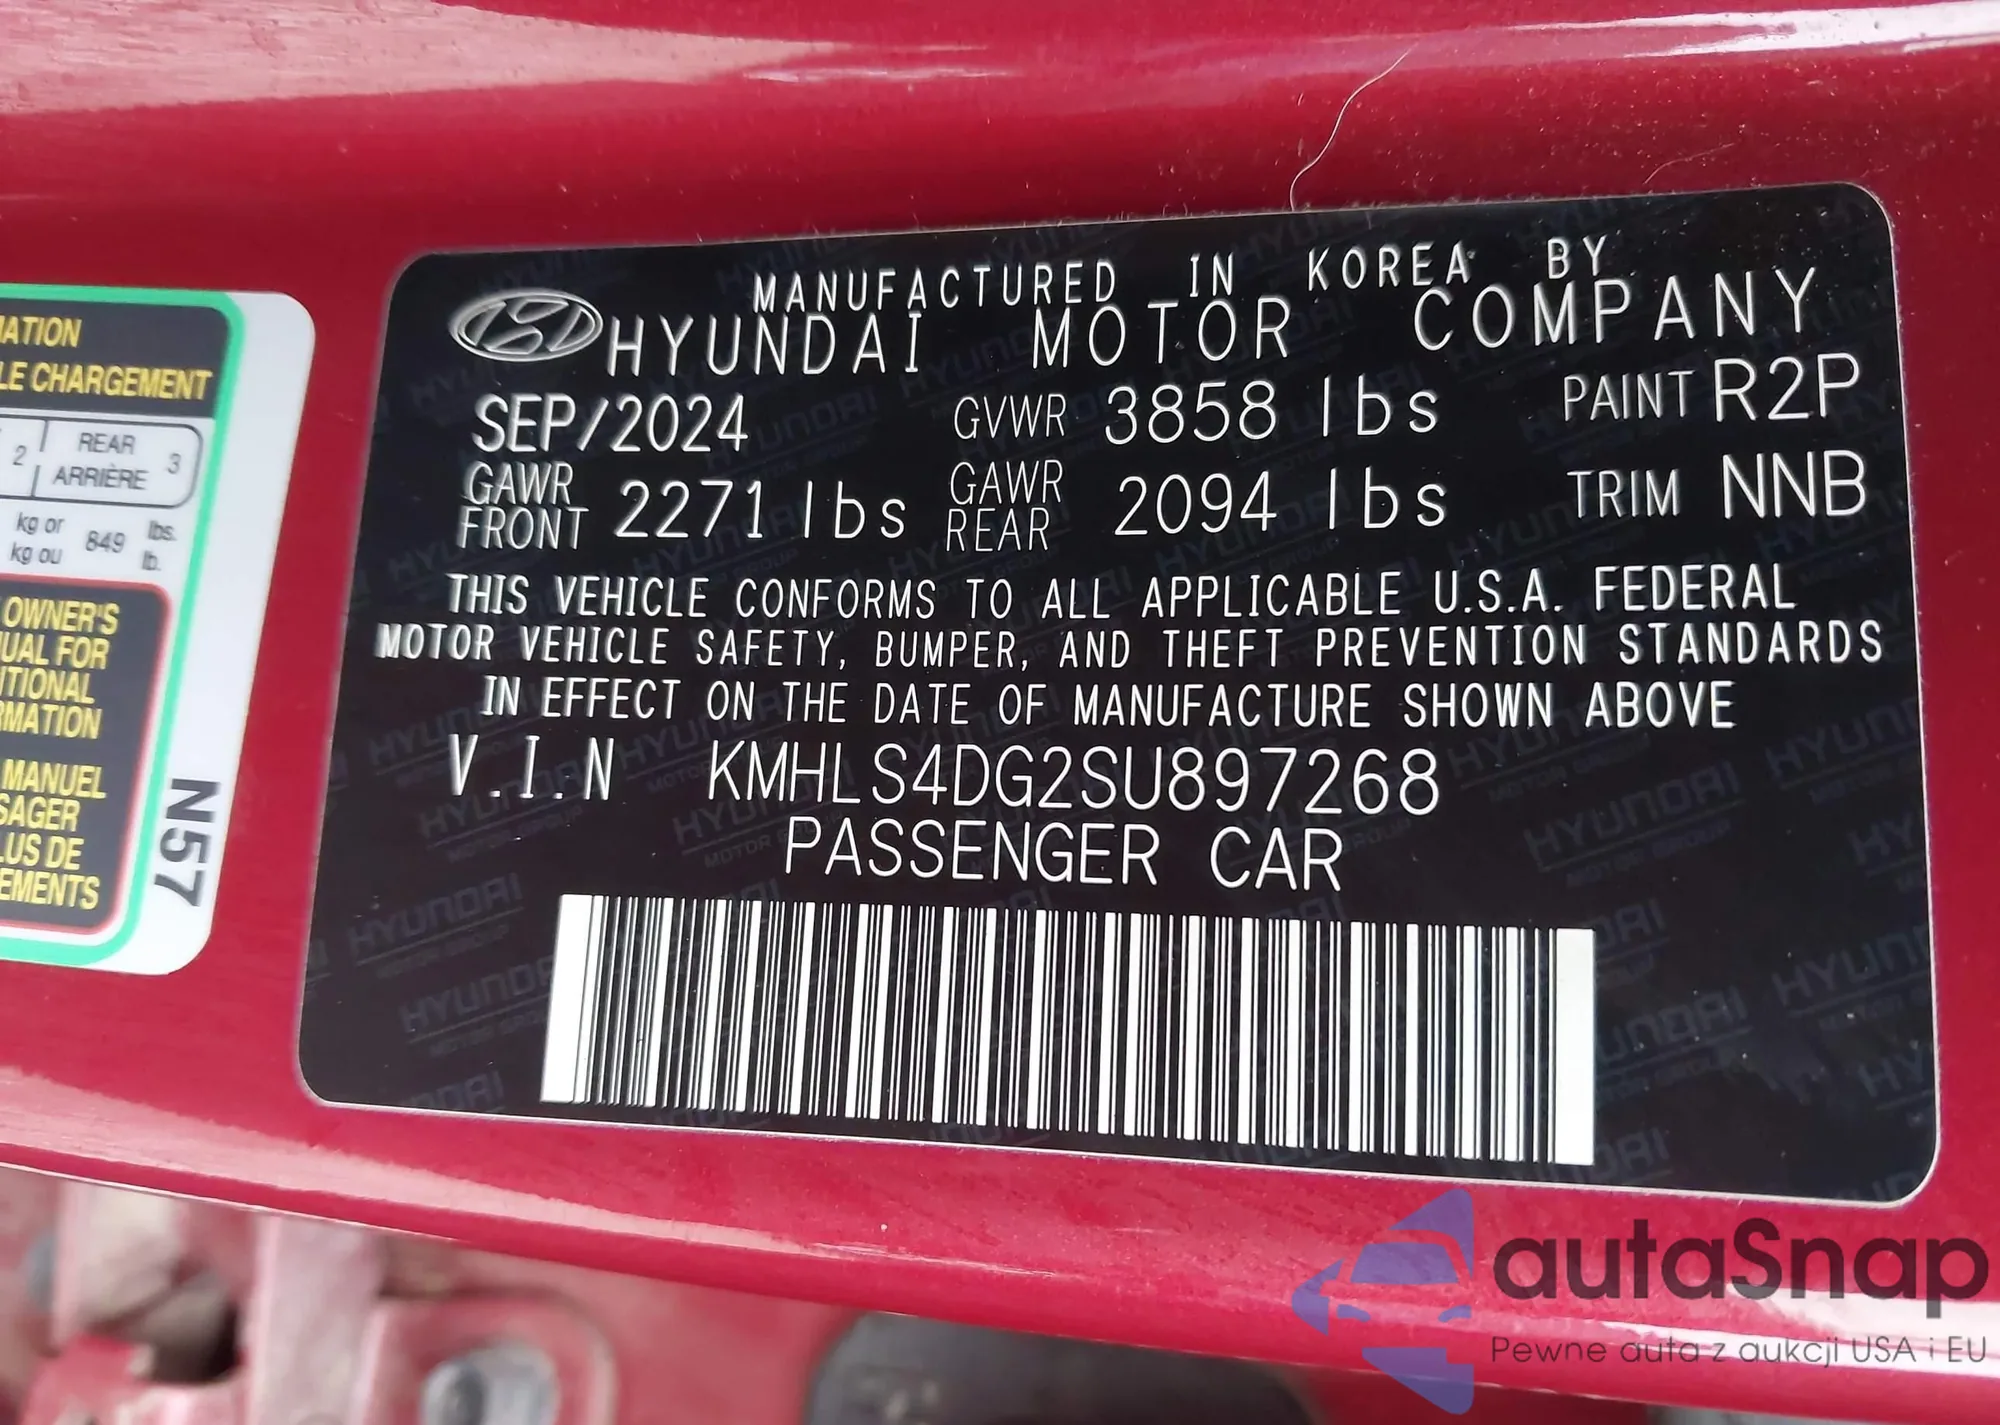 MANUFACTURED IN KOREA BY
HYUNDAI MOTOR COMPANY
SEP/2024 GVWR 3858 lbs PAINT R2P
GAWR FRONT 2271 lbs GAWR REAR 2094 lbs TRIM NNB
THIS VEHICLE CONFORMS TO ALL APPLICABLE U.S.A. FEDERAL
MOTOR VEHICLE SAFETY, BUMPER, AND THEFT PREVENTION STANDARDS
IN EFFECT ON THE DATE OF MANUFACTURE SHOWN ABOVE
V.I.N KMHLS4DG2SU897268
PASSENGER CAR
MATION
LE CHARGEMENT
2 REAR 3
ARRIÈRE
kg or 849 lbs.
kg ou lb.
OWNER'S
UAL FOR
ITIONAL
RMATION
MANUEL
SAGER
LUS DE
EMENTS
N57
autaSnap
Pewne auta z aukcji USA i EU